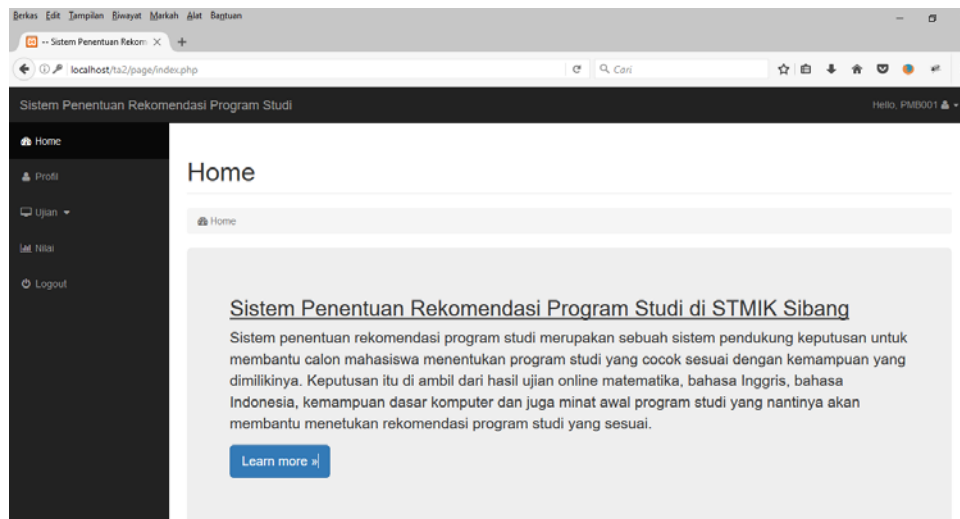 Berkas Edit Tampilan Riwayat Markah Alat Bantuan
-- Sistem Penentuan Rekom
localhost/ta2/page/index.php
Cari
Sistem Penentuan Rekomendasi Program Studi
Hello, PMB001
Home
Profil
Ujian
Nilai
Logout
Home
Home
Sistem Penentuan Rekomendasi Program Studi di STMIK Sibang
Sistem penentuan rekomendasi program studi merupakan sebuah sistem pendukung keputusan untuk
membantu calon mahasiswa menentukan program studi yang cocok sesuai dengan kemampuan yang
dimilikinya. Keputusan itu di ambil dari hasil ujian online matematika, bahasa Inggris, bahasa
Indonesia, kemampuan dasar komputer dan juga minat awal program studi yang nantinya akan
membantu menetukan rekomendasi program studi yang sesuai.
Learn more »